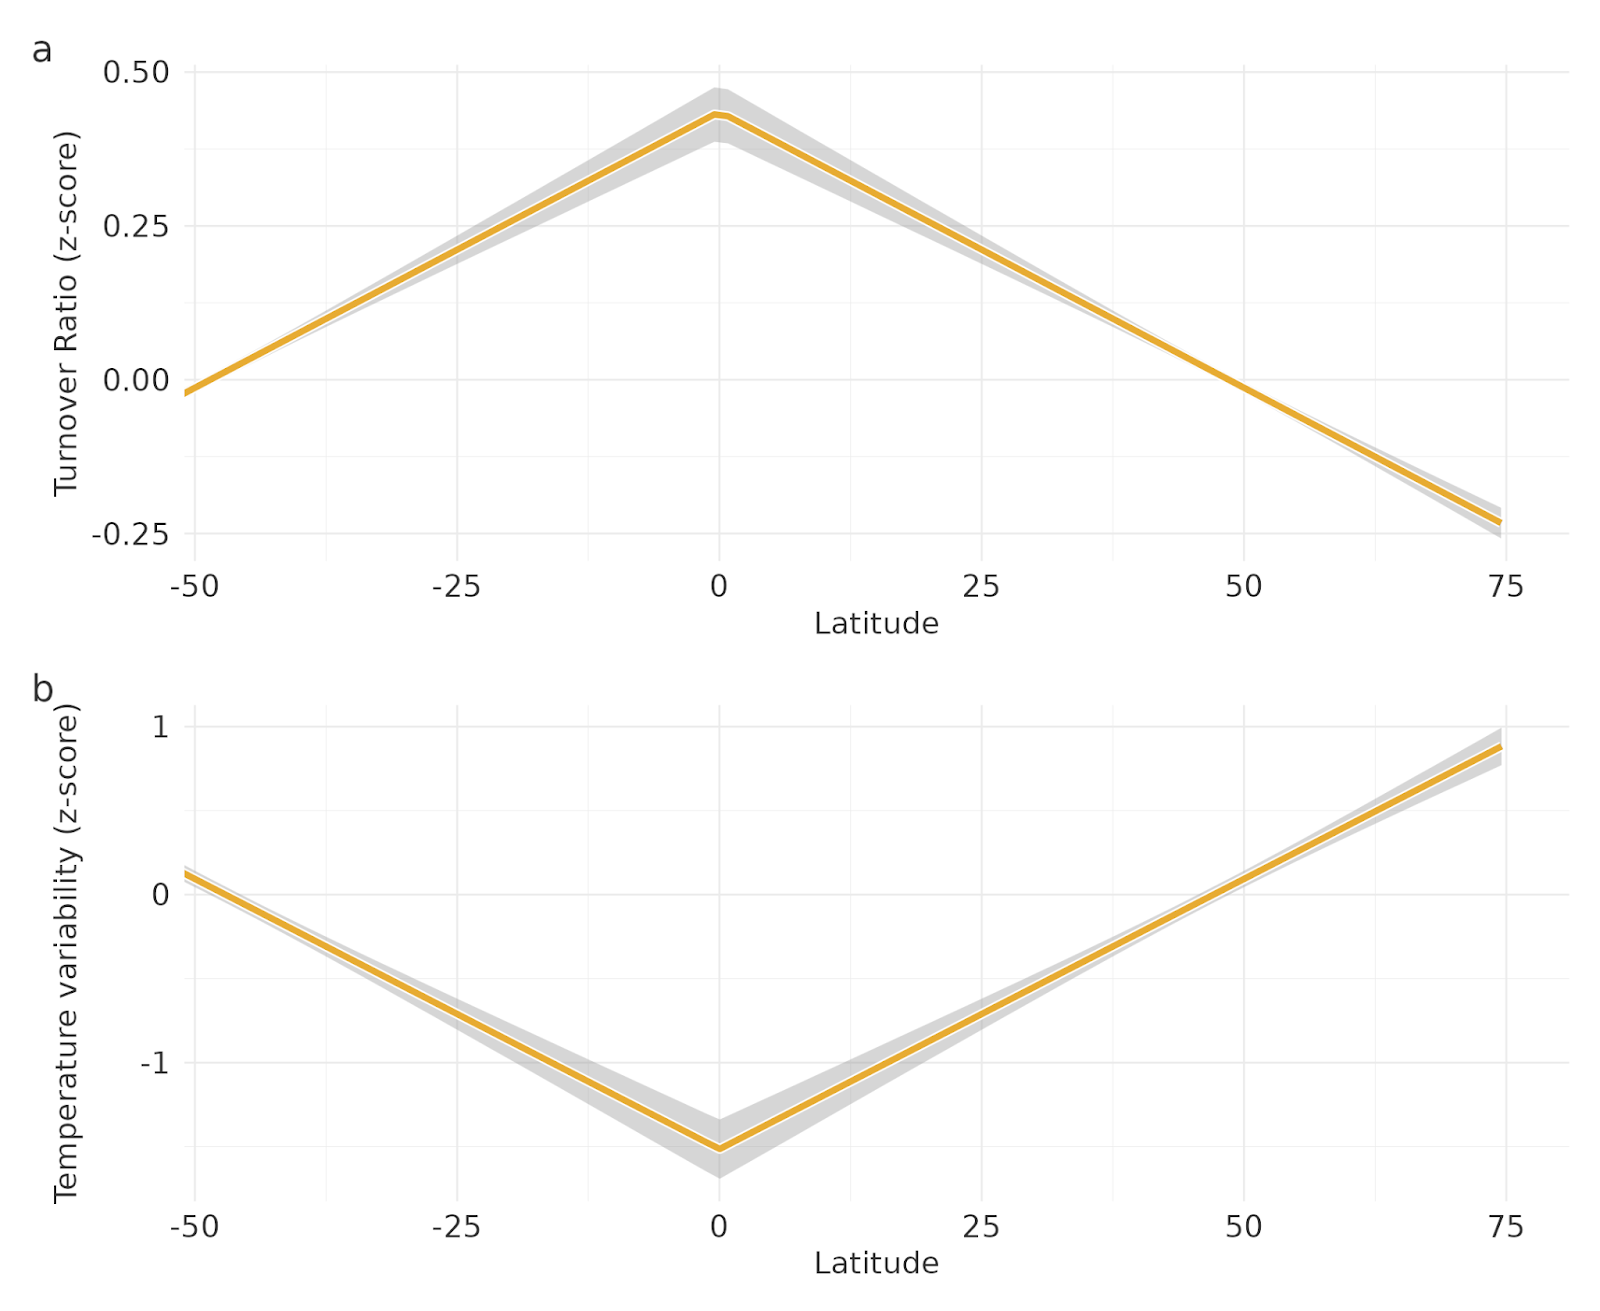 a
Turnover Ratio (z-score)
0.50
0.25
0.00
-0.25
-50 -25 0 25 50 75
Latitude
b
Temperature variability (z-score)
1
0
-1
-50 -25 0 25 50 75
Latitude